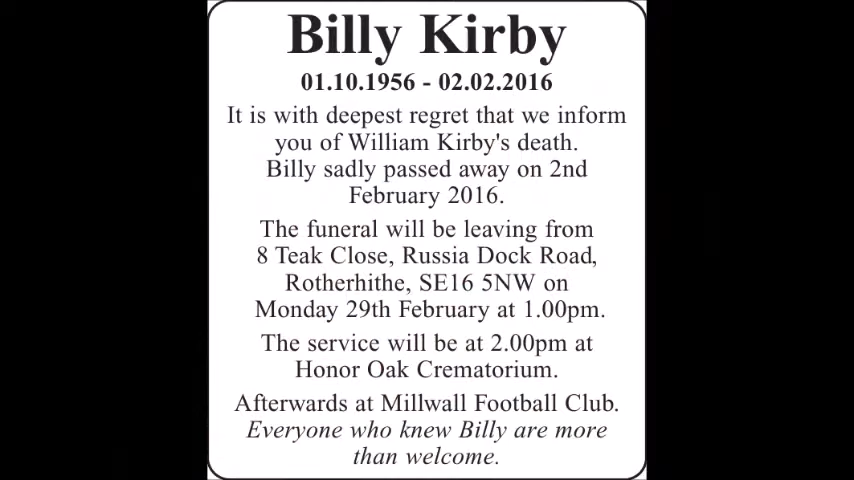 Billy Kirby
01.10.1956 - 02.02.2016
It is with deepest regret that we inform
you of William Kirby's death.
Billy sadly passed away on 2nd
February 2016.
The funeral will be leaving from
8 Teak Close, Russia Dock Road,
Rotherhithe, SE16 5NW on
Monday 29th February at 1.00pm.
The service will be at 2.00pm at
Honor Oak Crematorium.
Afterwards at Millwall Football Club.
Everyone who knew Billy are more
than welcome.